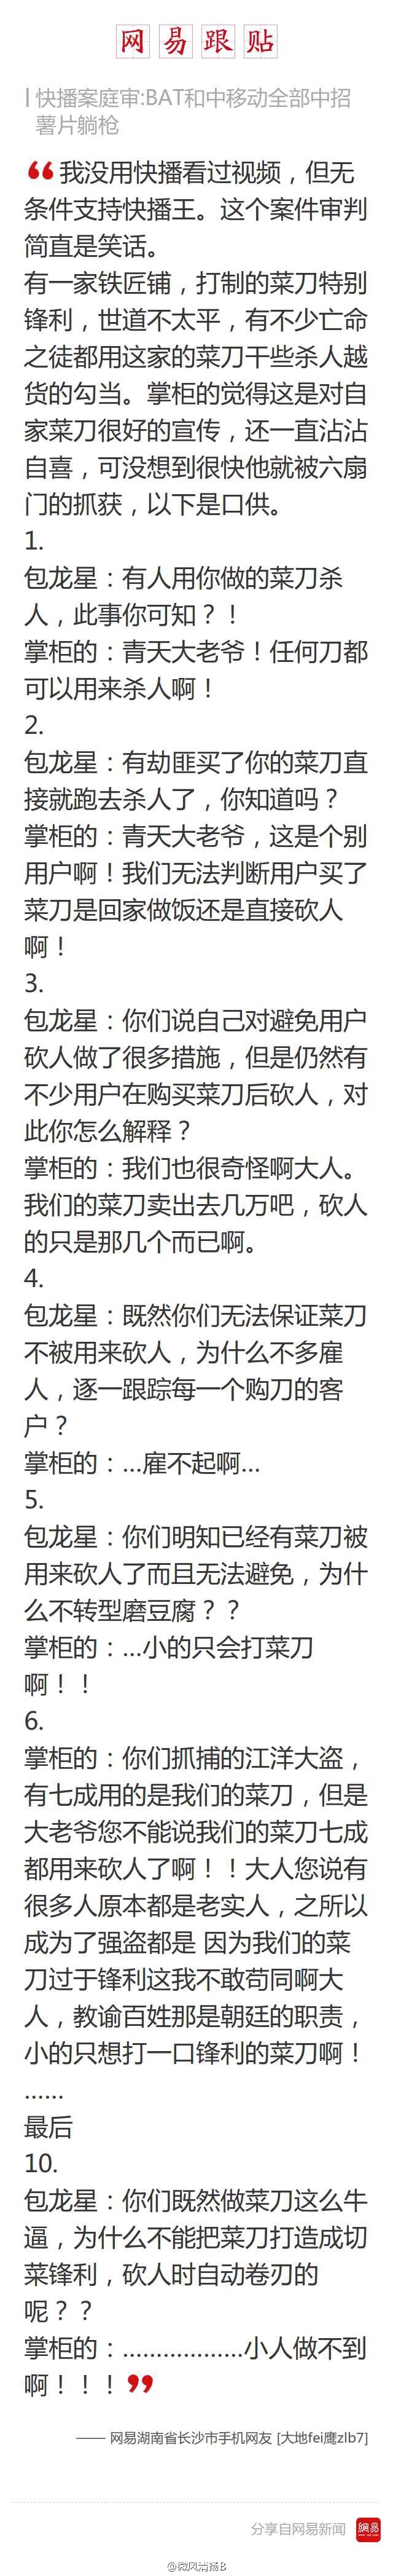 网易跟贴
快播案庭审:BAT和中移动全部中招
薯片躺枪
“我没用快播看过视频，但无
条件支持快播王。这个案件审判
简直是笑话。
有一家铁匠铺，打制的菜刀特别
锋利，世道不太平，有不少亡命
之徒都用这家的菜刀干些杀人越
货的勾当。掌柜的觉得这是对自
家菜刀很好的宣传，还一直沾沾
自喜，可没想到很快他就被六扇
门的抓获，以下是口供。
1.
包龙星：有人用你做的菜刀杀
人，此事你可知？！
掌柜的：青天大老爷！任何刀都
可以用来杀人啊！
2.
包龙星：有劫匪买了你的菜刀直
接就跑去杀人了，你知道吗？
掌柜的：青天大老爷，这是个别
用户啊！我们无法判断用户买了
菜刀是回家做饭还是直接砍人
啊！
3.
包龙星：你们说自己对避免用户
砍人做了很多措施，但是仍然有
不少用户在购买菜刀后砍人，对
此你怎么解释？
掌柜的：我们也很奇怪啊大人。
我们的菜刀卖出去几万吧，砍人
的只是那几个而已啊。
4.
包龙星：既然你们无法保证菜刀
不被用来砍人，为什么不多雇
人，逐一跟踪每一个购刀的客
户？
掌柜的：...雇不起啊...
5.
包龙星：你们明知已经有菜刀被
用来砍人了而且无法避免，为什
么不转型磨豆腐？？
掌柜的：...小的只会打菜刀
啊！！
6.
掌柜的：你们抓捕的江洋大盗，
有七成用的是我们的菜刀，但是
大老爷您不能说我们的菜刀七成
都用来砍人了啊！！大人您说有
很多人原本都是老实人，之所以
成为了强盗都是 因为我们的菜
刀过于锋利这我不敢苟同啊大
人，教谕百姓那是朝廷的职责，
小的只想打一口锋利的菜刀啊！
……
最后
10.
包龙星：你们既然做菜刀这么牛
逼，为什么不能把菜刀打造成切
菜锋利，砍人时自动卷刃的
呢？？
掌柜的：………………小人做不到
啊！！！”
—— 网易湖南省长沙市手机网友 [大地fei鹰zlb7]
分享自网易新闻 網易
@微风清扬B